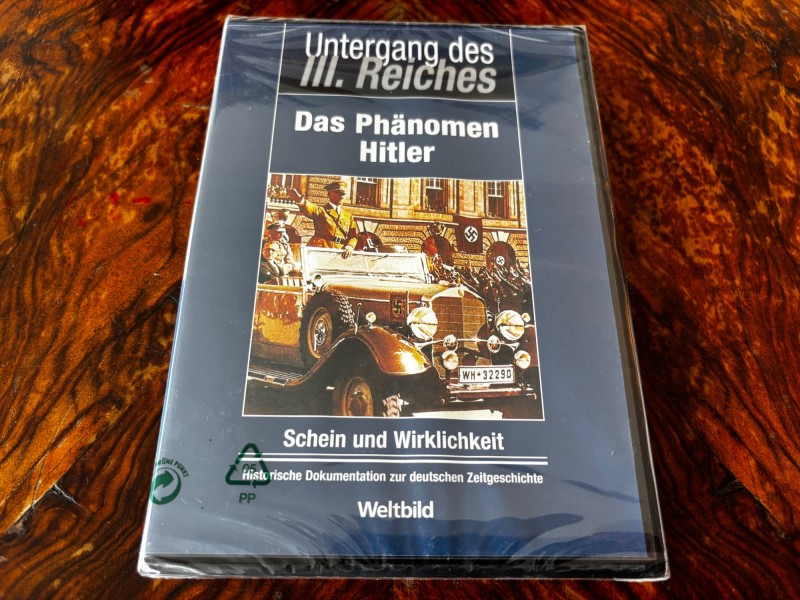 Untergang des
III. Reiches
Das Phänomen
Hitler
WH*32290
Schein und Wirklichkeit
Historische Dokumentation zur deutschen Zeitgeschichte
05
PP
Weltbild